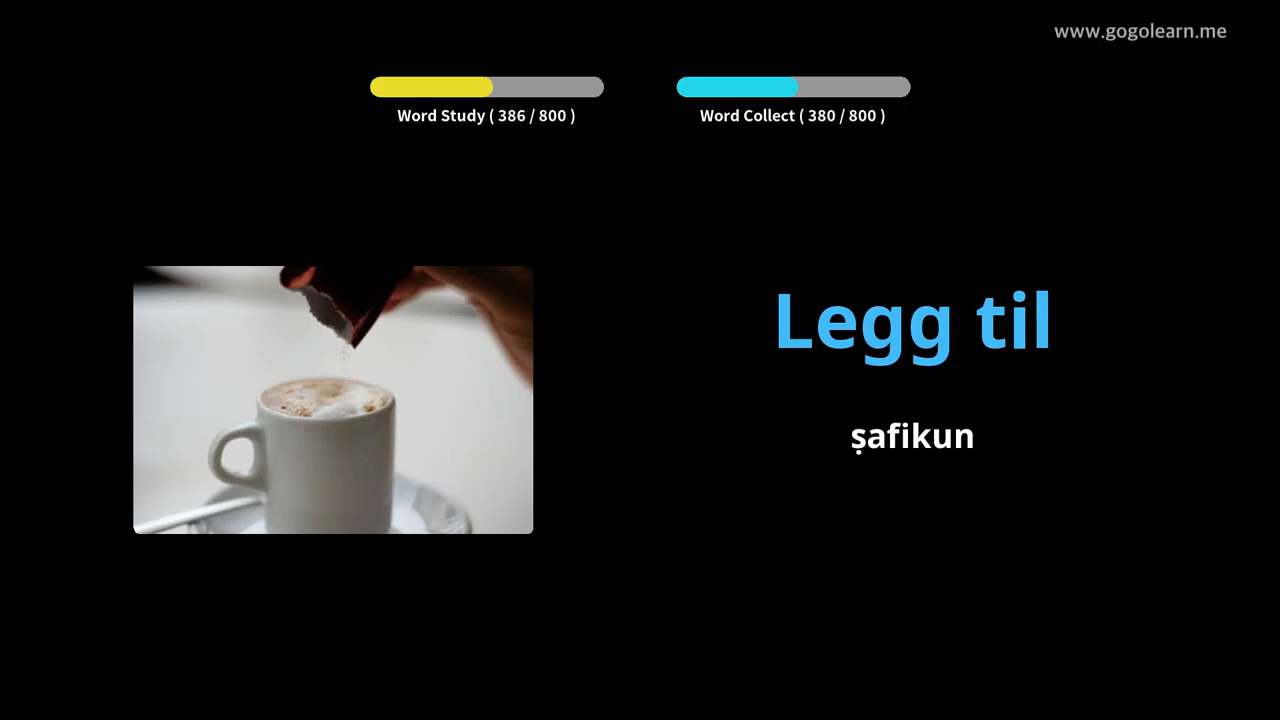 www.gogolearn.me
Word Study ( 386 / 800 )
Word Collect ( 380 / 800 )
Legg til
ṣafikun